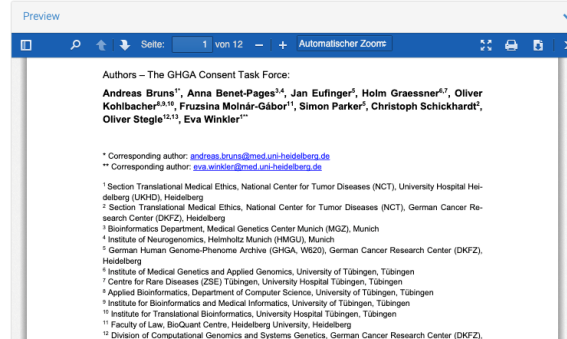 Preview
Seite: 1 von 12 — + Automatischer Zoom
Authors – The GHGA Consent Task Force:
Andreas Bruns1*, Anna Benet-Pages3,4, Jan Eufinger5, Holm Graessner6,7, Oliver
Kohlbacher8,9,10, Fruzsina Molnár-Gábor11, Simon Parker5, Christoph Schickhardt2,
Oliver Stegle12,13, Eva Winkler1**
* Corresponding author: andreas.bruns@med.uni-heidelberg.de
** Corresponding author: eva.winkler@med.uni-heidelberg.de
1 Section Translational Medical Ethics, National Center for Tumor Diseases (NCT), University Hospital Hei-
delberg (UKHD), Heidelberg
2 Section Translational Medical Ethics, National Center for Tumor Diseases (NCT), German Cancer Re-
search Center (DKFZ), Heidelberg
3 Bioinformatics Department, Medical Genetics Center Munich (MGZ), Munich
4 Institute of Neurogenomics, Helmholtz Munich (HMGU), Munich
5 German Human Genome-Phenome Archive (GHGA, W620), German Cancer Research Center (DKFZ),
Heidelberg
6 Institute of Medical Genetics and Applied Genomics, University of Tübingen, Tübingen
7 Centre for Rare Diseases (ZSE) Tübingen, University Hospital Tübingen, Tübingen
8 Applied Bioinformatics, Department of Computer Science, University of Tübingen, Tübingen
9 Institute for Bioinformatics and Medical Informatics, University of Tübingen, Tübingen
10 Institute for Translational Bioinformatics, University Hospital Tübingen, Tübingen
11 Faculty of Law, BioQuant Centre, Heidelberg University, Heidelberg
12 Division of Computational Genomics and Systems Genetics, German Cancer Research Center (DKFZ),